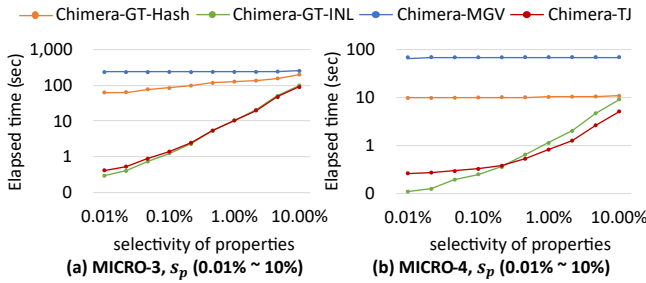 Chimera-GT-Hash Chimera-GT-INL Chimera-MGV Chimera-TJ
Elapsed time (sec)
1,000
100
10
1
0
0.01% 0.10% 1.00% 10.00%
selectivity of properties
(a) MICRO-3, s_p (0.01% ~ 10%)
Elapsed time (sec)
100
10
1
0
0.01% 0.10% 1.00% 10.00%
selectivity of properties
(b) MICRO-4, s_p (0.01% ~ 10%)